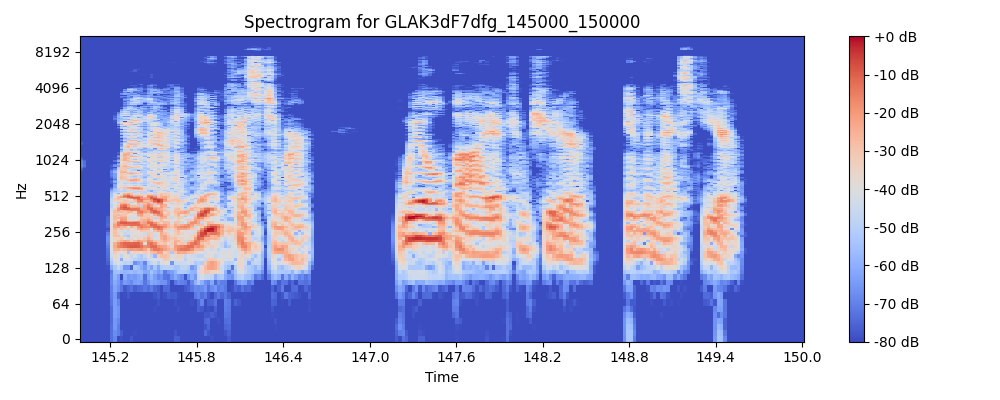 Spectrogram for GLAK3dF7dfg_145000_150000
8192
4096
2048
1024
512
256
128
64
0
Hz
145.2 145.8 146.4 147.0 147.6 148.2 148.8 149.4 150.0
Time
+0 dB
-10 dB
-20 dB
-30 dB
-40 dB
-50 dB
-60 dB
-70 dB
-80 dB